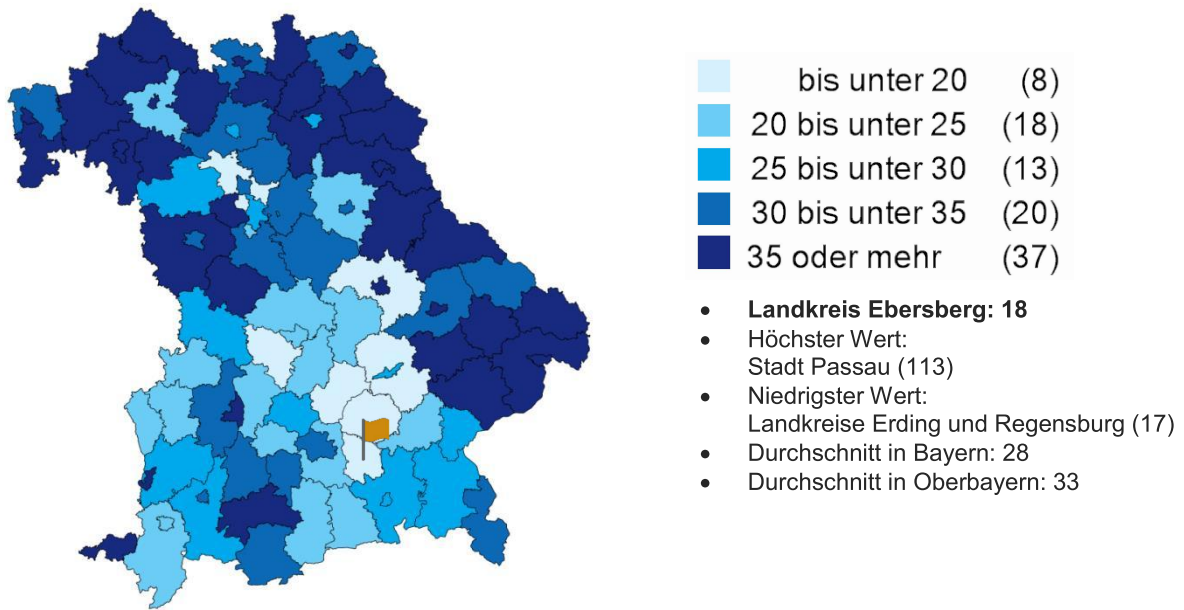 bis unter 20 (8)
20 bis unter 25 (18)
25 bis unter 30 (13)
30 bis unter 35 (20)
35 oder mehr (37)
• Landkreis Ebersberg: 18
• Höchster Wert:
Stadt Passau (113)
• Niedrigster Wert:
Landkreise Erding und Regensburg (17)
• Durchschnitt in Bayern: 28
• Durchschnitt in Oberbayern: 33